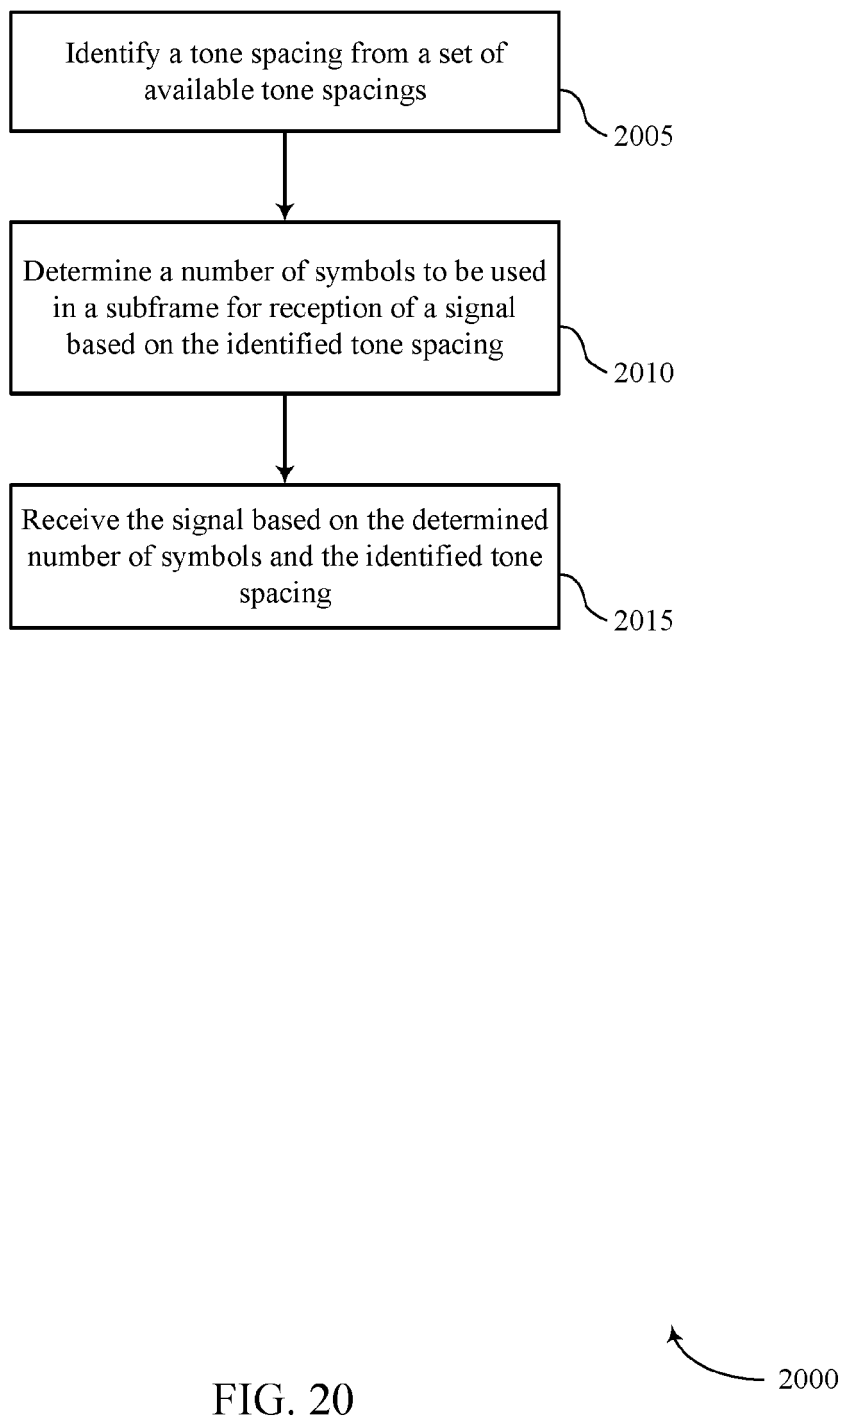 Identify a tone spacing from a set of
available tone spacings
2005
Determine a number of symbols to be used
in a subframe for reception of a signal
based on the identified tone spacing
2010
Receive the signal based on the determined
number of symbols and the identified tone
spacing
2015
2000
FIG. 20